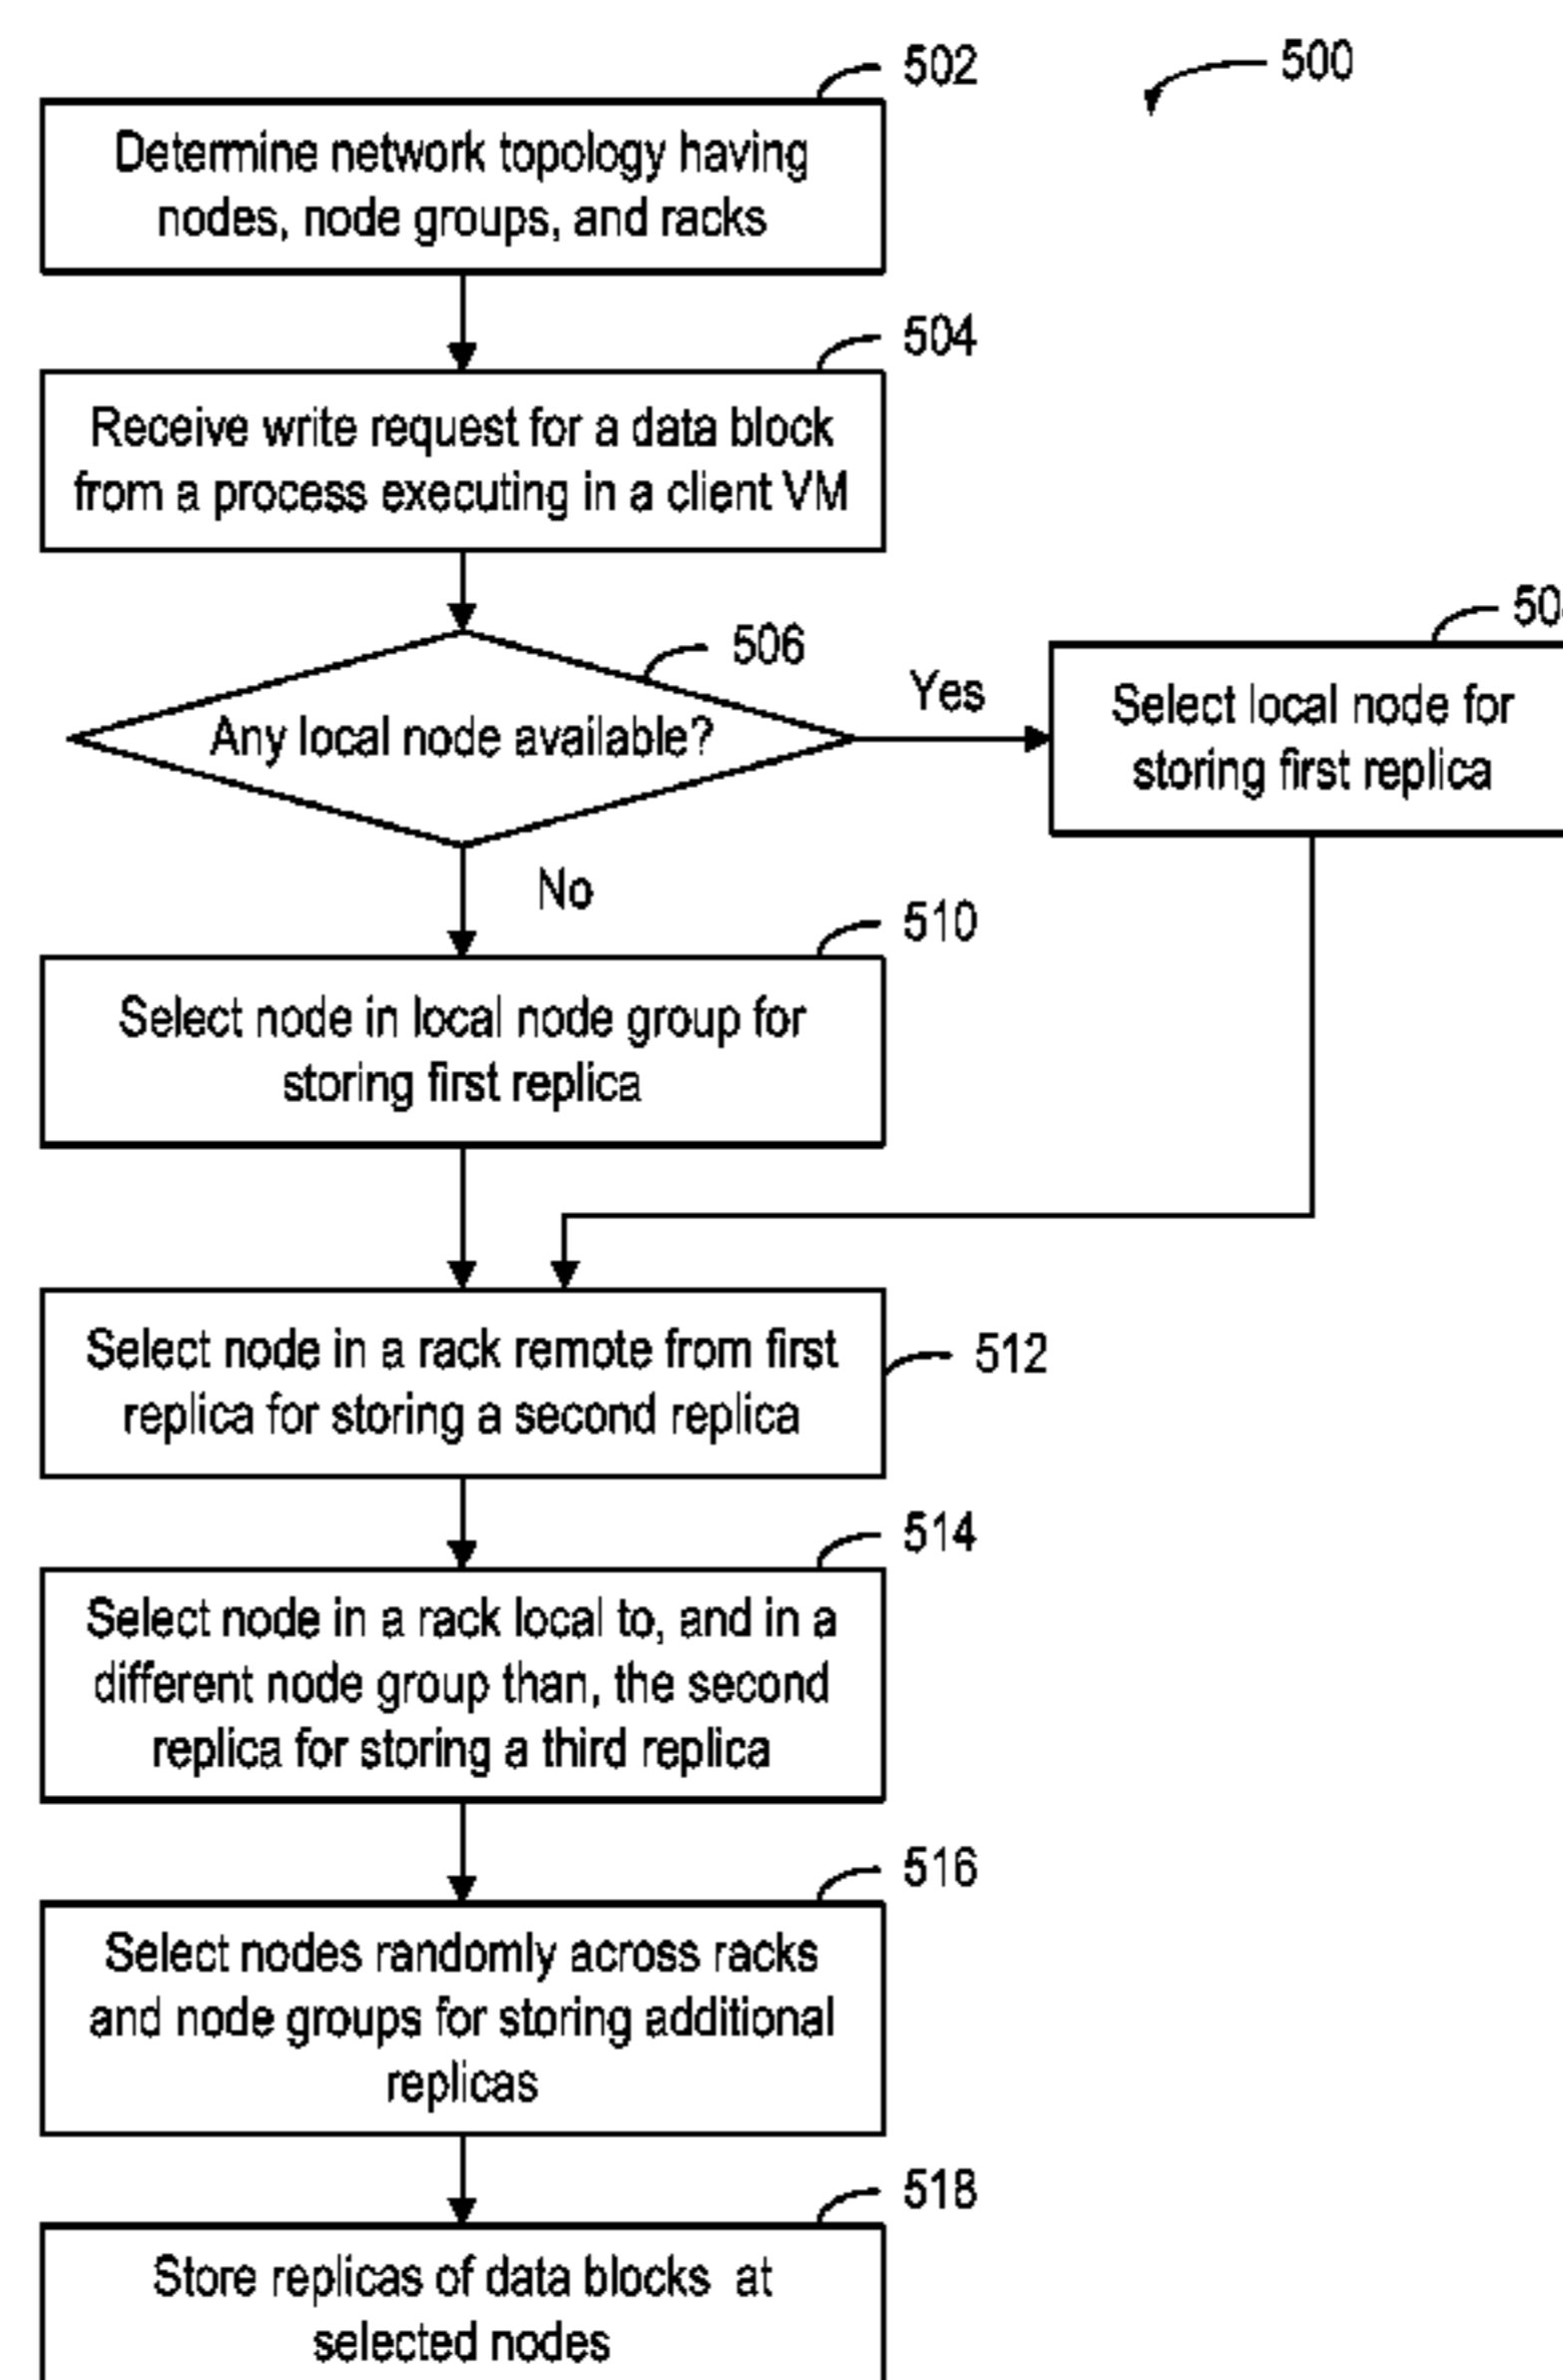 500
502
Determine network topology having
nodes, node groups, and racks
504
Receive write request for a data block
from a process executing in a client VM
506
Any local node available?
Yes
Select local node for
storing first replica
No
510
Select node in local node group for
storing first replica
Select node in a rack remote from first
replica for storing a second replica
512
514
Select node in a rack local to, and in a
different node group than, the second
replica for storing a third replica
516
Select nodes randomly across racks
and node groups for storing additional
replicas
518
Store replicas of data blocks at
selected nodes